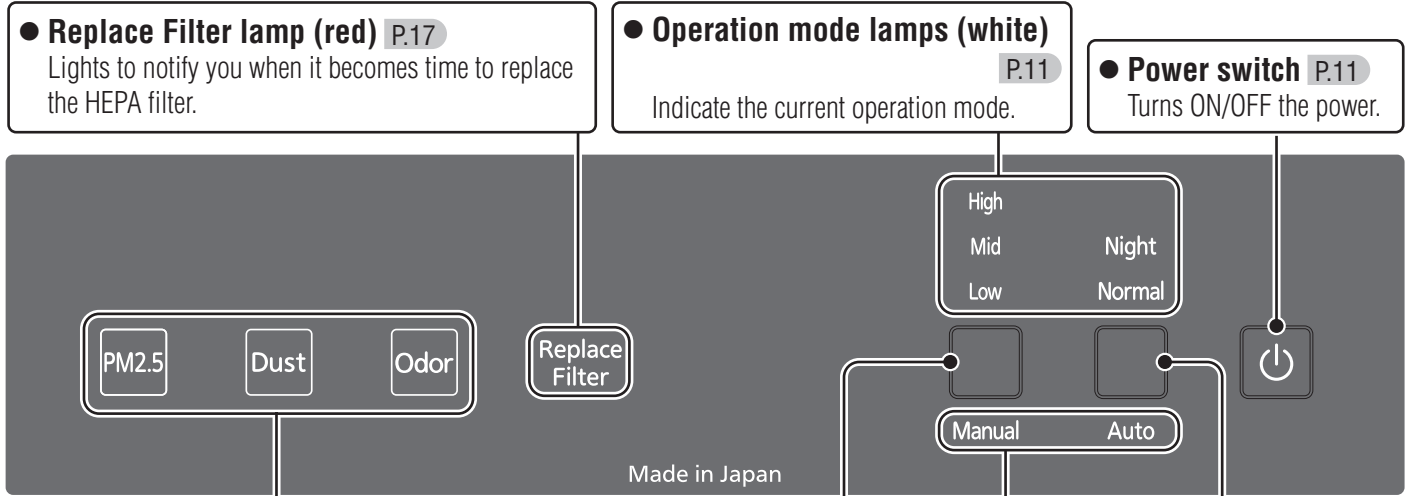 ● Replace Filter lamp (red) P.17
Lights to notify you when it becomes time to replace
the HEPA filter.
● Operation mode lamps (white)
P.11
Indicate the current operation mode.
● Power switch P.11
Turns ON/OFF the power.
High
Mid Night
Low Normal
PM2.5 Dust Odor
Replace
Filter
Manual Auto
Made in Japan